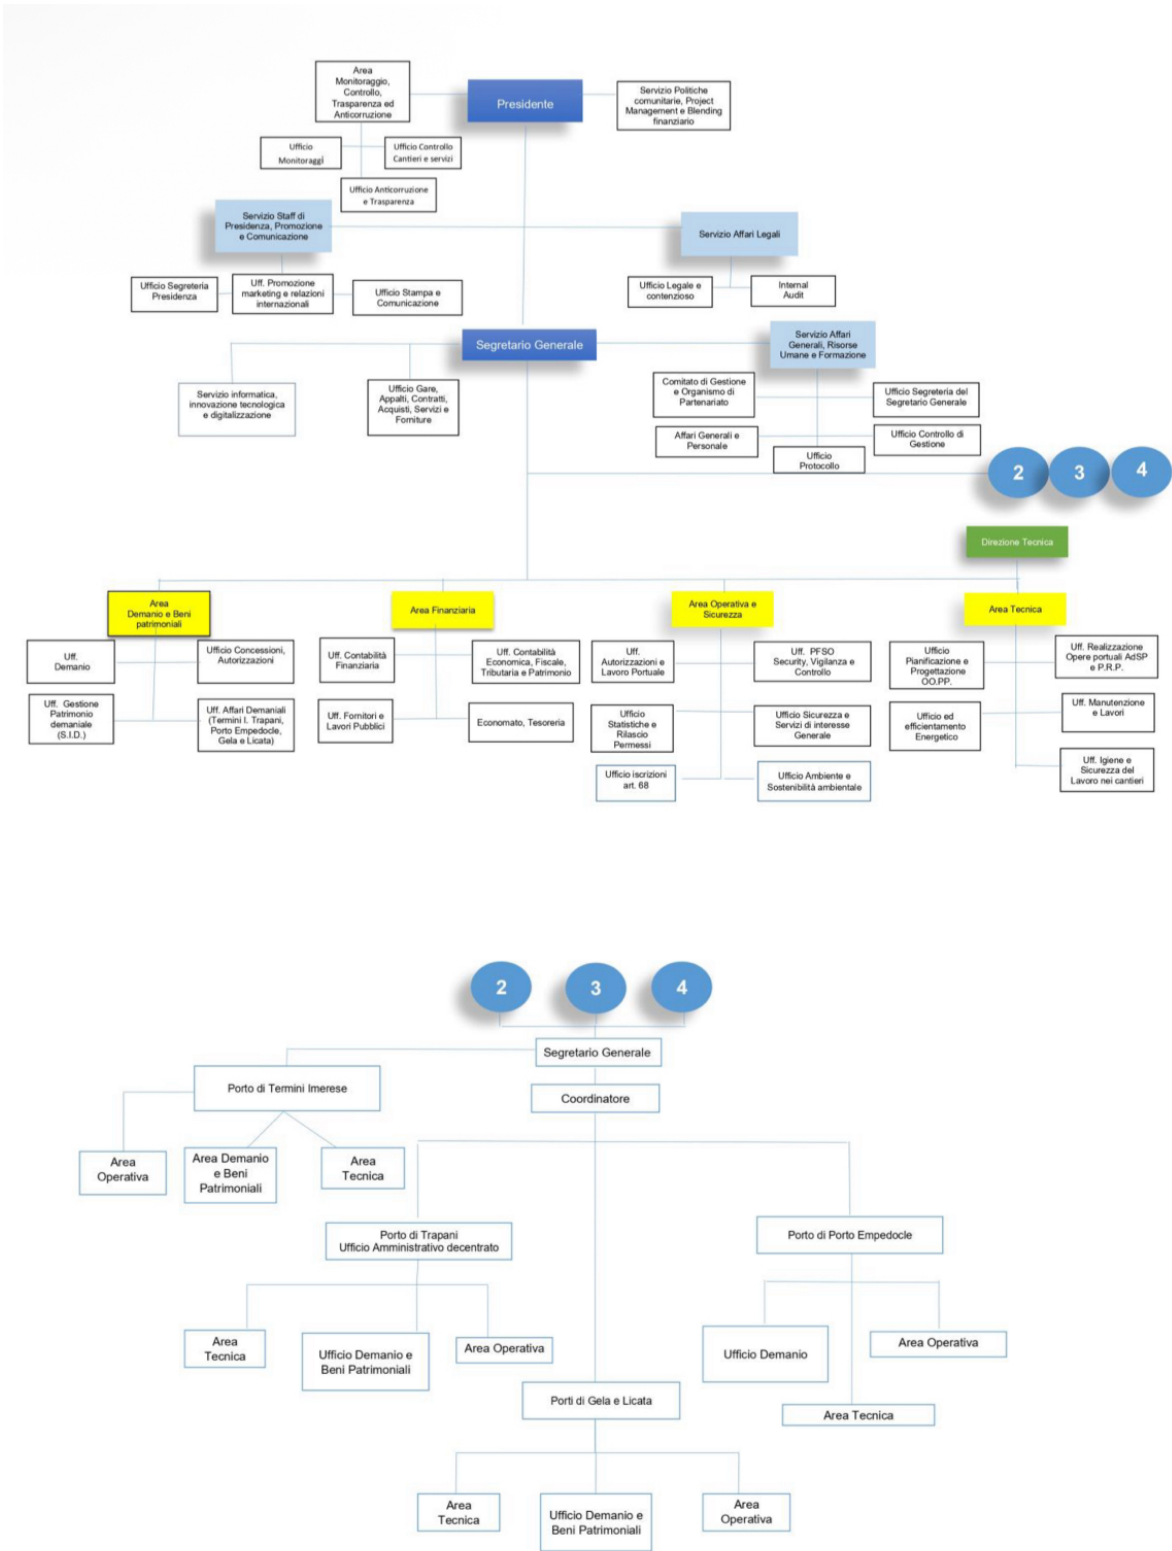 Area
Monitoraggio,
Controllo,
Trasparenza ed
Anticorruzione
Presidente
Servizio Politiche
comunitarie, Project
Management e Blending
finanziario
Ufficio
Monitoraggi
Ufficio Controllo
Cantieri e servizi
Ufficio Anticorruzione
e Trasparenza
Servizio Staff di
Presidenza, Promozione
e Comunicazione
Servizio Affari Legali
Ufficio Segreteria
Presidenza
Uff. Promozione
marketing e relazioni
internazionali
Ufficio Stampa e
Comunicazione
Ufficio Legale e
contenzioso
Internal
Audit
Segretario Generale
Servizio Affari
Generali, Risorse
Umane e Formazione
Servizio informatica,
innovazione tecnologica
e digitalizzazione
Ufficio Gare,
Appalti, Contratti,
Acquisti, Servizi e
Forniture
Comitato di Gestione
e Organismo di
Partenariato
Ufficio Segreteria del
Segretario Generale
Affari Generali e
Personale
Ufficio
Protocollo
Ufficio Controllo di
Gestione
2
3
4
Direzione Tecnica
Area
Demanio e Beni
patrimoniali
Area Finanziaria
Area Operativa e
Sicurezza
Area Tecnica
Uff.
Demanio
Ufficio Concessioni,
Autorizzazioni
Uff. Gestione
Patrimonio
demaniale
(S.I.D.)
Uff. Affari Demaniali
(Termini I. Trapani,
Porto Empedocle,
Gela e Licata)
Uff. Contabilità
Finanziaria
Uff. Contabilità
Economica, Fiscale,
Tributaria e Patrimonio
Uff. Fornitori e
Lavori Pubblici
Economato, Tesoreria
Uff.
Autorizzazioni e
Lavoro Portuale
Uff. PFSO
Security, Vigilanza e
Controllo
Ufficio
Statistiche e
Rilascio
Permessi
Ufficio Sicurezza e
Servizi di interesse
Generale
Ufficio iscrizioni
art. 68
Ufficio Ambiente e
Sostenibilità ambientale
Ufficio
Pianificazione e
Progettazione
OO.PP.
Uff. Realizzazione
Opere portuali AdSP
e P.R.P.
Ufficio ed
efficientamento
Energetico
Uff. Manutenzione
e Lavori
Uff. Igiene e
Sicurezza del
Lavoro nei cantieri
2
3
4
Segretario Generale
Porto di Termini Imerese
Coordinatore
Area
Operativa
Area Demanio
e Beni
Patrimoniali
Area
Tecnica
Porto di Trapani
Ufficio Amministrativo decentrato
Porto di Porto Empedocle
Area
Tecnica
Ufficio Demanio e
Beni Patrimoniali
Area Operativa
Ufficio Demanio
Area Operativa
Area Tecnica
Porti di Gela e Licata
Area
Tecnica
Ufficio Demanio e
Beni Patrimoniali
Area
Operativa